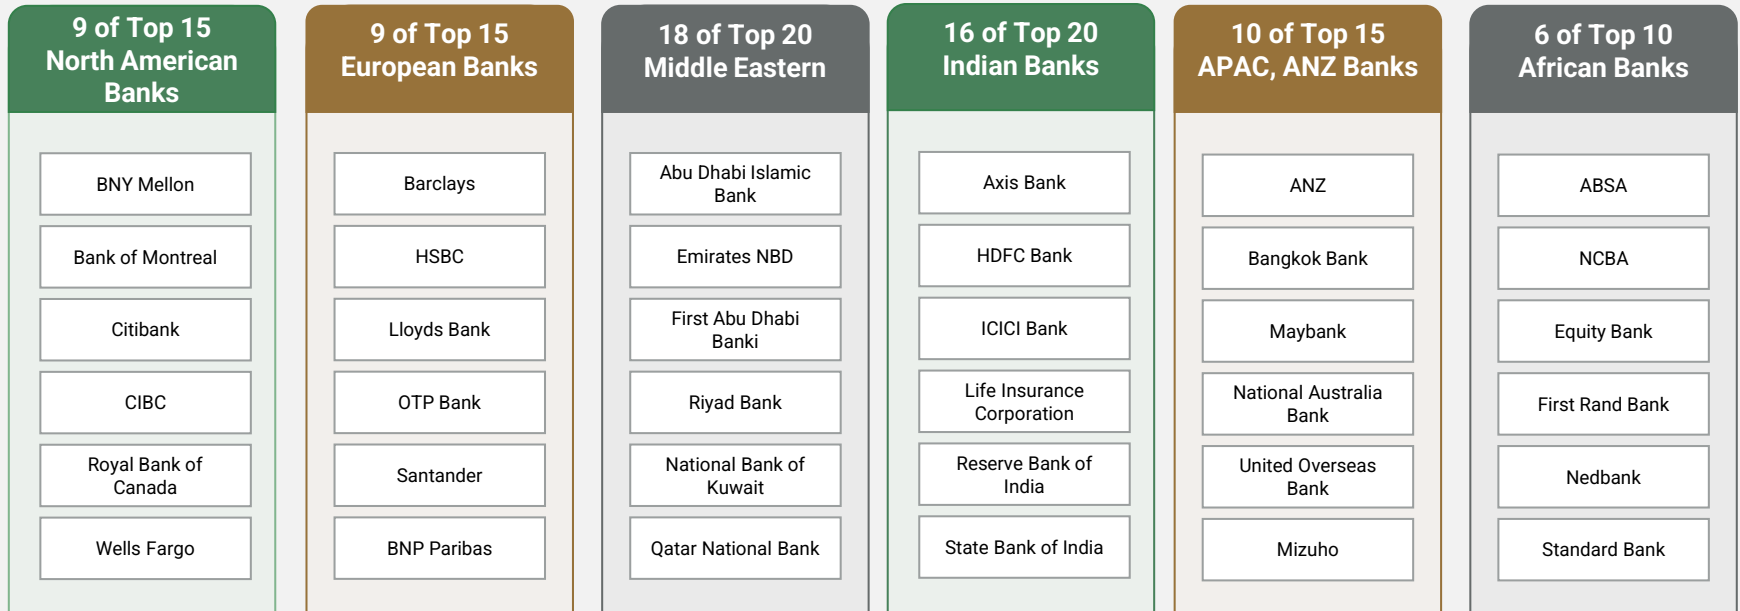 9 of Top 15
North American
Banks
BNY Mellon
Bank of Montreal
Citibank
CIBC
Royal Bank of
Canada
Wells Fargo
9 of Top 15
European Banks
Barclays
HSBC
Lloyds Bank
OTP Bank
Santander
BNP Paribas
18 of Top 20
Middle Eastern
Abu Dhabi Islamic
Bank
Emirates NBD
First Abu Dhabi
Banki
Riyad Bank
National Bank of
Kuwait
Qatar National Bank
16 of Top 20
Indian Banks
Axis Bank
HDFC Bank
ICICI Bank
Life Insurance
Corporation
Reserve Bank of
India
State Bank of India
10 of Top 15
APAC, ANZ Banks
ANZ
Bangkok Bank
Maybank
National Australia
Bank
United Overseas
Bank
Mizuho
6 of Top 10
African Banks
ABSA
NCBA
Equity Bank
First Rand Bank
Nedbank
Standard Bank